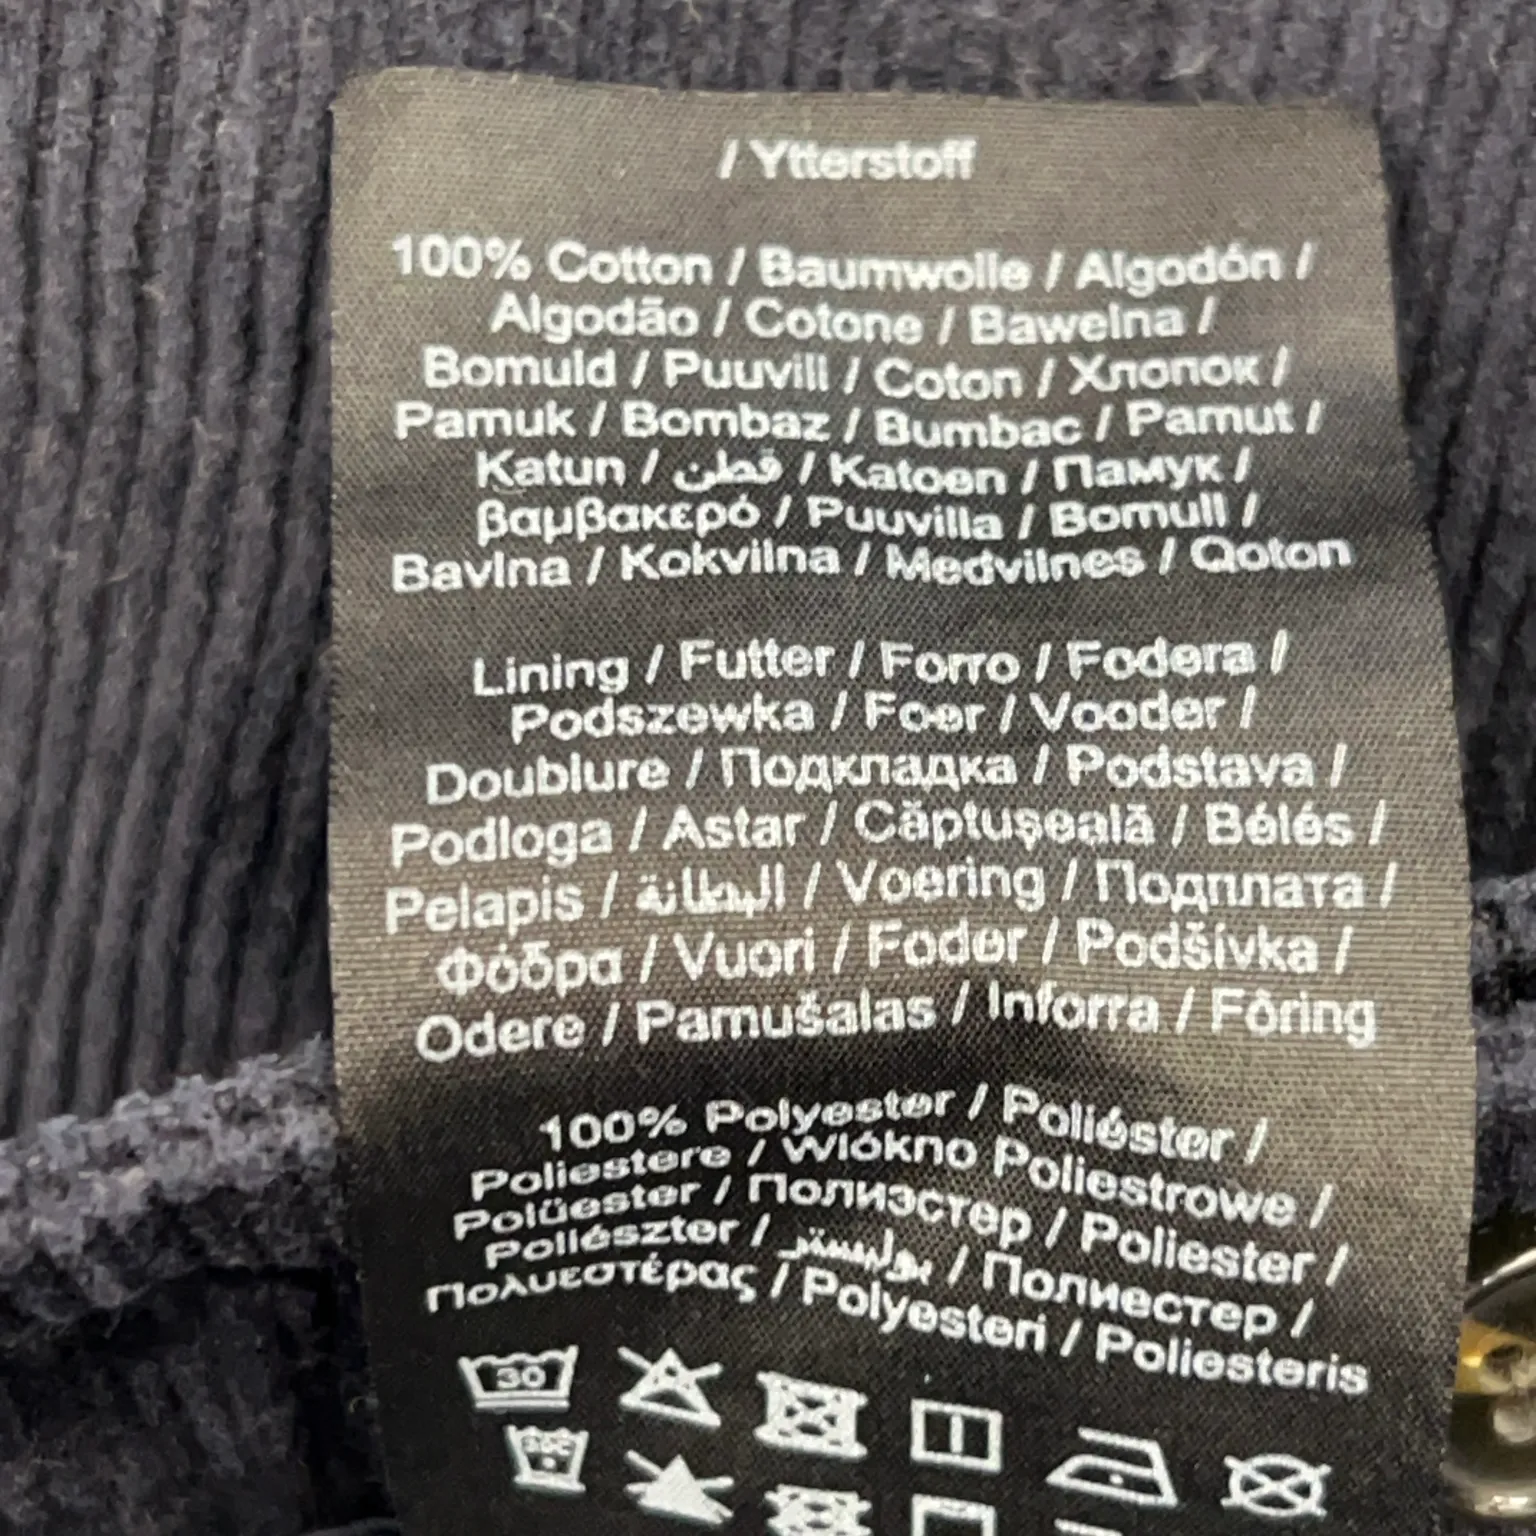 / Ytterstoff
100% Cotton / Baumwolle / Algodón /
Algodão / Cotone / Bawełna /
Bomuld / Puuvill / Coton / Хлопок /
Pamuk / Bombaz / Bumbac / Pamut /
Katun / قطن / Katoen / Памук /
βαμβακερό / Puuvilla / Bomull /
Bavlna / Kokvilna / Medvilnes / Qoton
Lining / Futter / Forro / Fodera /
Podszewka / Foer / Vooder /
Doublure / Подкладка / Podstava /
Podloga / Astar / Căptușeală / Bélés /
Pelapis / البطانة / Voering / Подплата /
Φόδρα / Vuori / Foder / Podšívka /
Odere / Pamušalas / Inforra / Fôring
100% Polyester / Poliéster /
Poliestere / Włókno Poliestrowe /
Polüester / Полиэстер / Poliester /
Poliészter / بوليستر / Полиестер /
Πολυεστέρας / Polyesteri / Poliesteris
30